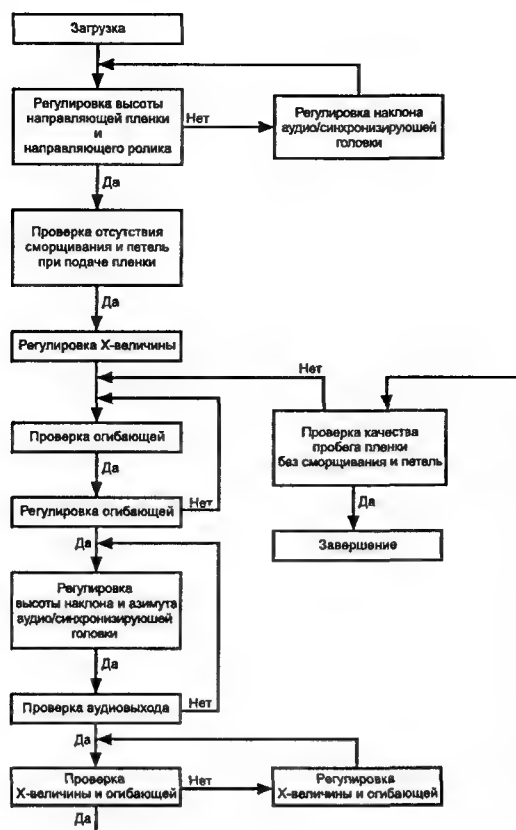 Загрузка
Регулировка высоты
направляющей пленки
и
направляющего ролика
Нет
Регулировка наклона
аудио/синхронизирующей
головки
Да
Проверка отсутствия
сморщивания и петель
при подаче пленки
Да
Регулировка Х-величины
Нет
Проверка огибающей
Проверка качества
пробега пленки
без сморщивания и петель
Да
Да
Регулировка огибающей
Нет
Завершение
Да
Регулировка
высоты наклона и азимута
аудио/синхронизирующей
головки
Да
Проверка аудиовыхода
Нет
Да
Проверка
Х-величины и огибающей
Нет
Регулировка
Х-величины и огибающей
Да